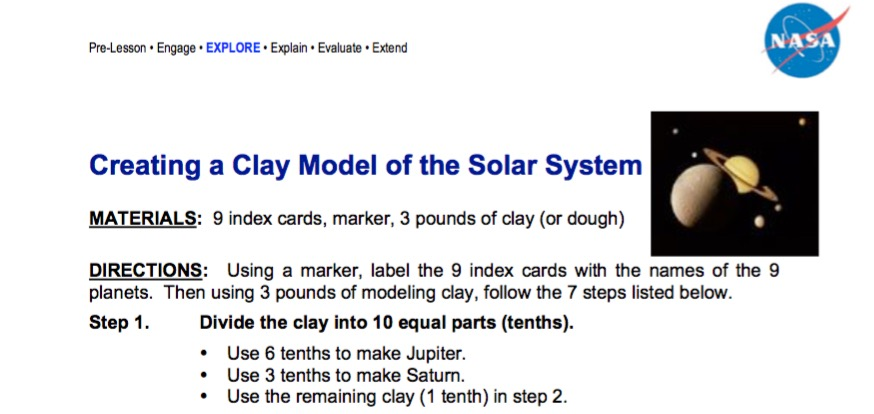 NASA
Pre-Lesson • Engage • EXPLORE • Explain • Evaluate • Extend
Creating a Clay Model of the Solar System
MATERIALS: 9 index cards, marker, 3 pounds of clay (or dough)
DIRECTIONS: Using a marker, label the 9 index cards with the names of the 9
planets. Then using 3 pounds of modeling clay, follow the 7 steps listed below.
Step 1. Divide the clay into 10 equal parts (tenths).
• Use 6 tenths to make Jupiter.
• Use 3 tenths to make Saturn.
• Use the remaining clay (1 tenth) in step 2.